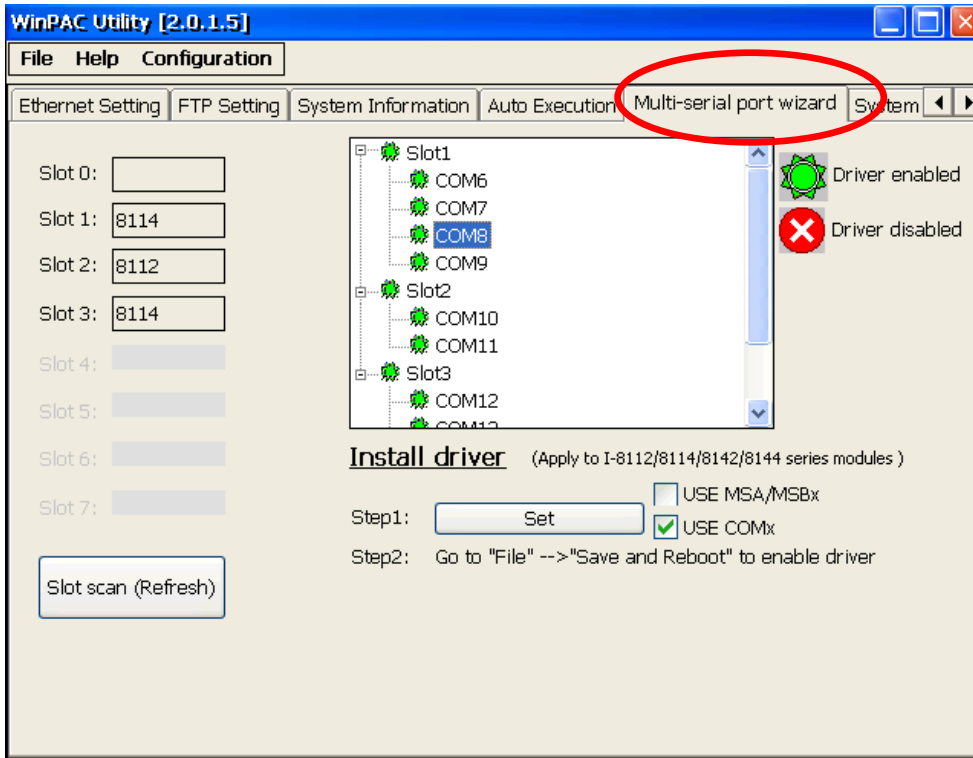 WinPAC Utility [2.0.1.5]
File Help Configuration
Ethernet Setting FTP Setting System Information Auto Execution Multi-serial port wizard System
Slot 0:
Slot 1: 8114
Slot 2: 8112
Slot 3: 8114
Slot 4:
Slot 5:
Slot 6:
Slot 7:
Slot scan (Refresh)
Slot1
COM6
COM7
COM8
COM9
Slot2
COM10
COM11
Slot3
COM12
Driver enabled
Driver disabled
Install driver (Apply to I-8112/8114/8142/8144 series modules )
USE MSA/MSBx
Step1: Set
USE COMx
Step2: Go to "File" -->"Save and Reboot" to enable driver